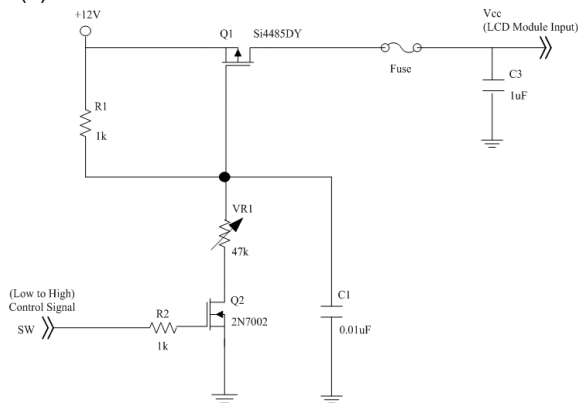 +12V
Q1
Si4485DY
Vcc
(LCD Module Input)
Fuse
C3
1uF
R1
1k
VR1
47k
(Low to High)
Control Signal
SW
R2
1k
Q2
2N7002
C1
0.01uF